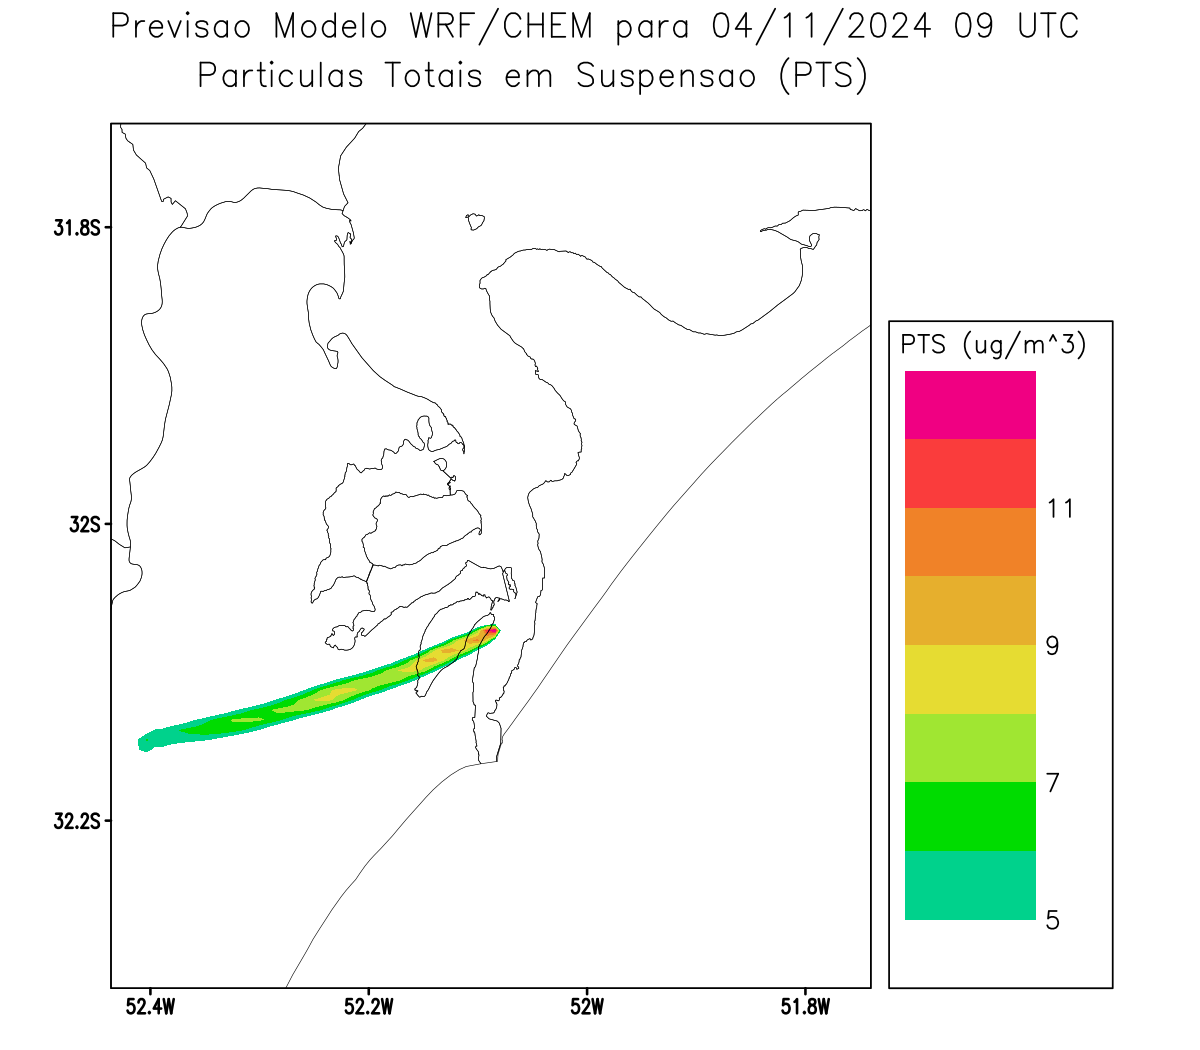 Previsao Modelo WRF/CHEM para 04/11/2024 09 UTC
Particulas Totais em Suspensao (PTS)
31.8S
32S
32.2S
52.4W
52.2W
52W
51.8W
PTS (ug/m^3)
11
9
7
5